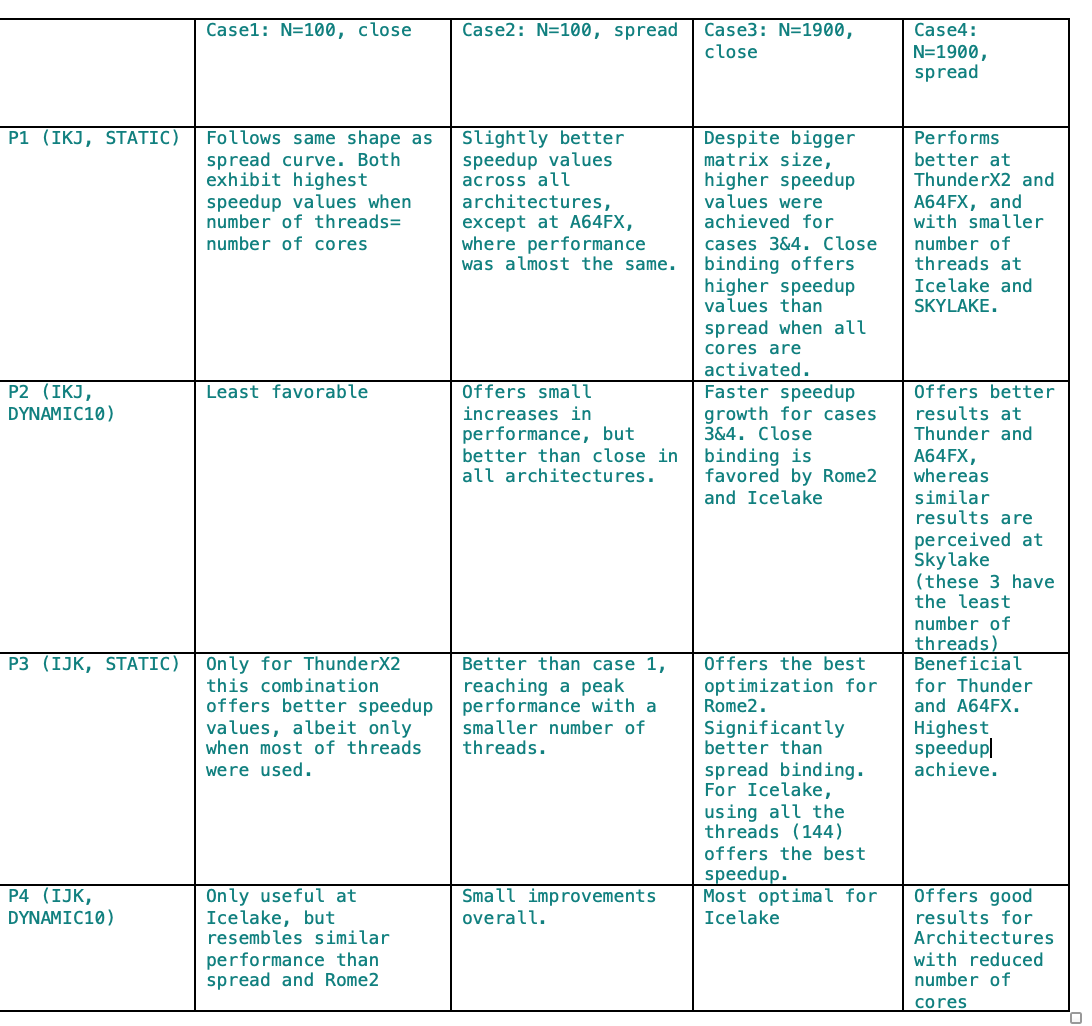 Case1: N=100, close
Case2: N=100, spread
Case3: N=1900,
close
Case4:
N=1900,
spread
P1 (IKJ, STATIC)
Follows same shape as
spread curve. Both
exhibit highest
speedup values when
number of threads=
number of cores
Slightly better
speedup values
across all
architectures,
except at A64FX,
where performance
was almost the same.
Despite bigger
matrix size,
higher speedup
values were
achieved for
cases 3&4. Close
binding offers
higher speedup
values than
spread when all
cores are
activated.
Performs
better at
ThunderX2 and
A64FX, and
with smaller
number of
threads at
Icelake and
SKYLAKE.
P2 (IKJ,
DYNAMIC10)
Least favorable
Offers small
increases in
performance, but
better than close in
all architectures.
Faster speedup
growth for cases
3&4. Close
binding is
favored by Rome2
and Icelake
Offers better
results at
Thunder and
A64FX,
whereas
similar
results are
perceived at
Skylake
(these 3 have
the least
number of
threads)
P3 (IJK, STATIC)
Only for ThunderX2
this combination
offers better speedup
values, albeit only
when most of threads
were used.
Better than case 1,
reaching a peak
performance with a
smaller number of
threads.
Offers the best
optimization for
Rome2.
Significantly
better than
spread binding.
For Icelake,
using all the
threads (144)
offers the best
speedup.
Beneficial
for Thunder
and A64FX.
Highest
speedup
achieve.
P4 (IJK,
DYNAMIC10)
Only useful at
Icelake, but
resembles similar
performance than
spread and Rome2
Small improvements
overall.
Most optimal for
Icelake
Offers good
results for
Architectures
with reduced
number of
cores